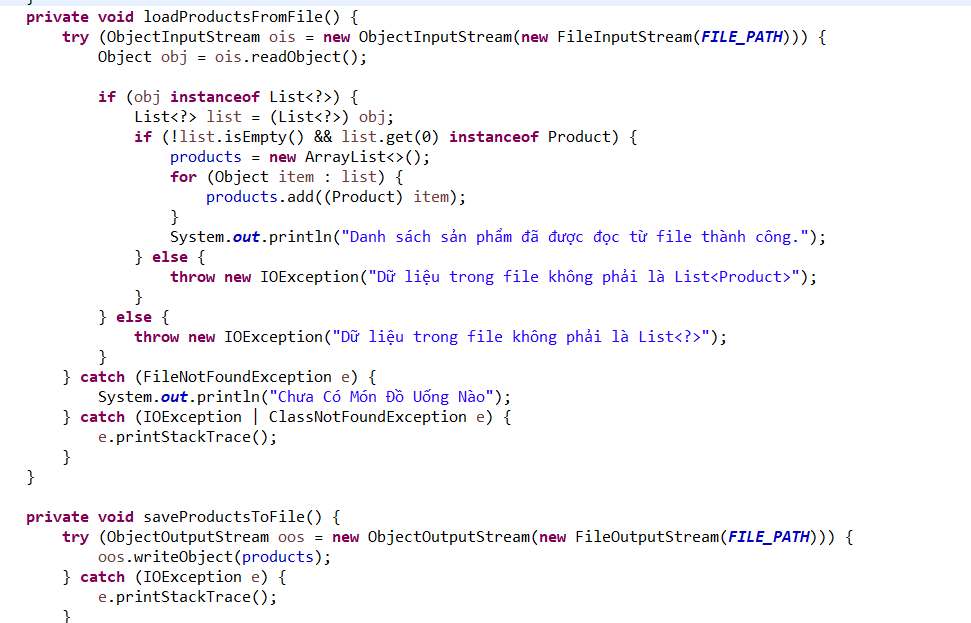 private void loadProductsFromFile() {
try (ObjectInputStream ois = new ObjectInputStream(new FileInputStream(FILE_PATH))) {
Object obj = ois.readObject();
if (obj instanceof List<?>) {
List<?> list = (List<?>) obj;
if (!list.isEmpty() && list.get(0) instanceof Product) {
products = new ArrayList<>();
for (Object item : list) {
products.add((Product) item);
}
System.out.println("Danh sách sản phẩm đã được đọc từ file thành công.");
} else {
throw new IOException("Dữ liệu trong file không phải là List<Product>");
}
} else {
throw new IOException("Dữ liệu trong file không phải là List<?>");
}
} catch (FileNotFoundException e) {
System.out.println("Chưa Có Món Đồ Uống Nào");
} catch (IOException | ClassNotFoundException e) {
e.printStackTrace();
}
}
private void saveProductsToFile() {
try (ObjectOutputStream oos = new ObjectOutputStream(new FileOutputStream(FILE_PATH))) {
oos.writeObject(products);
} catch (IOException e) {
e.printStackTrace();
}